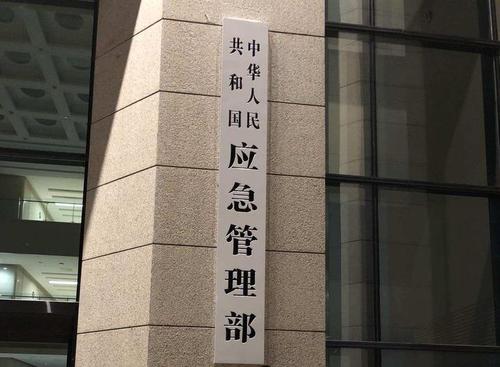 中华人民
共和国
应急管理部